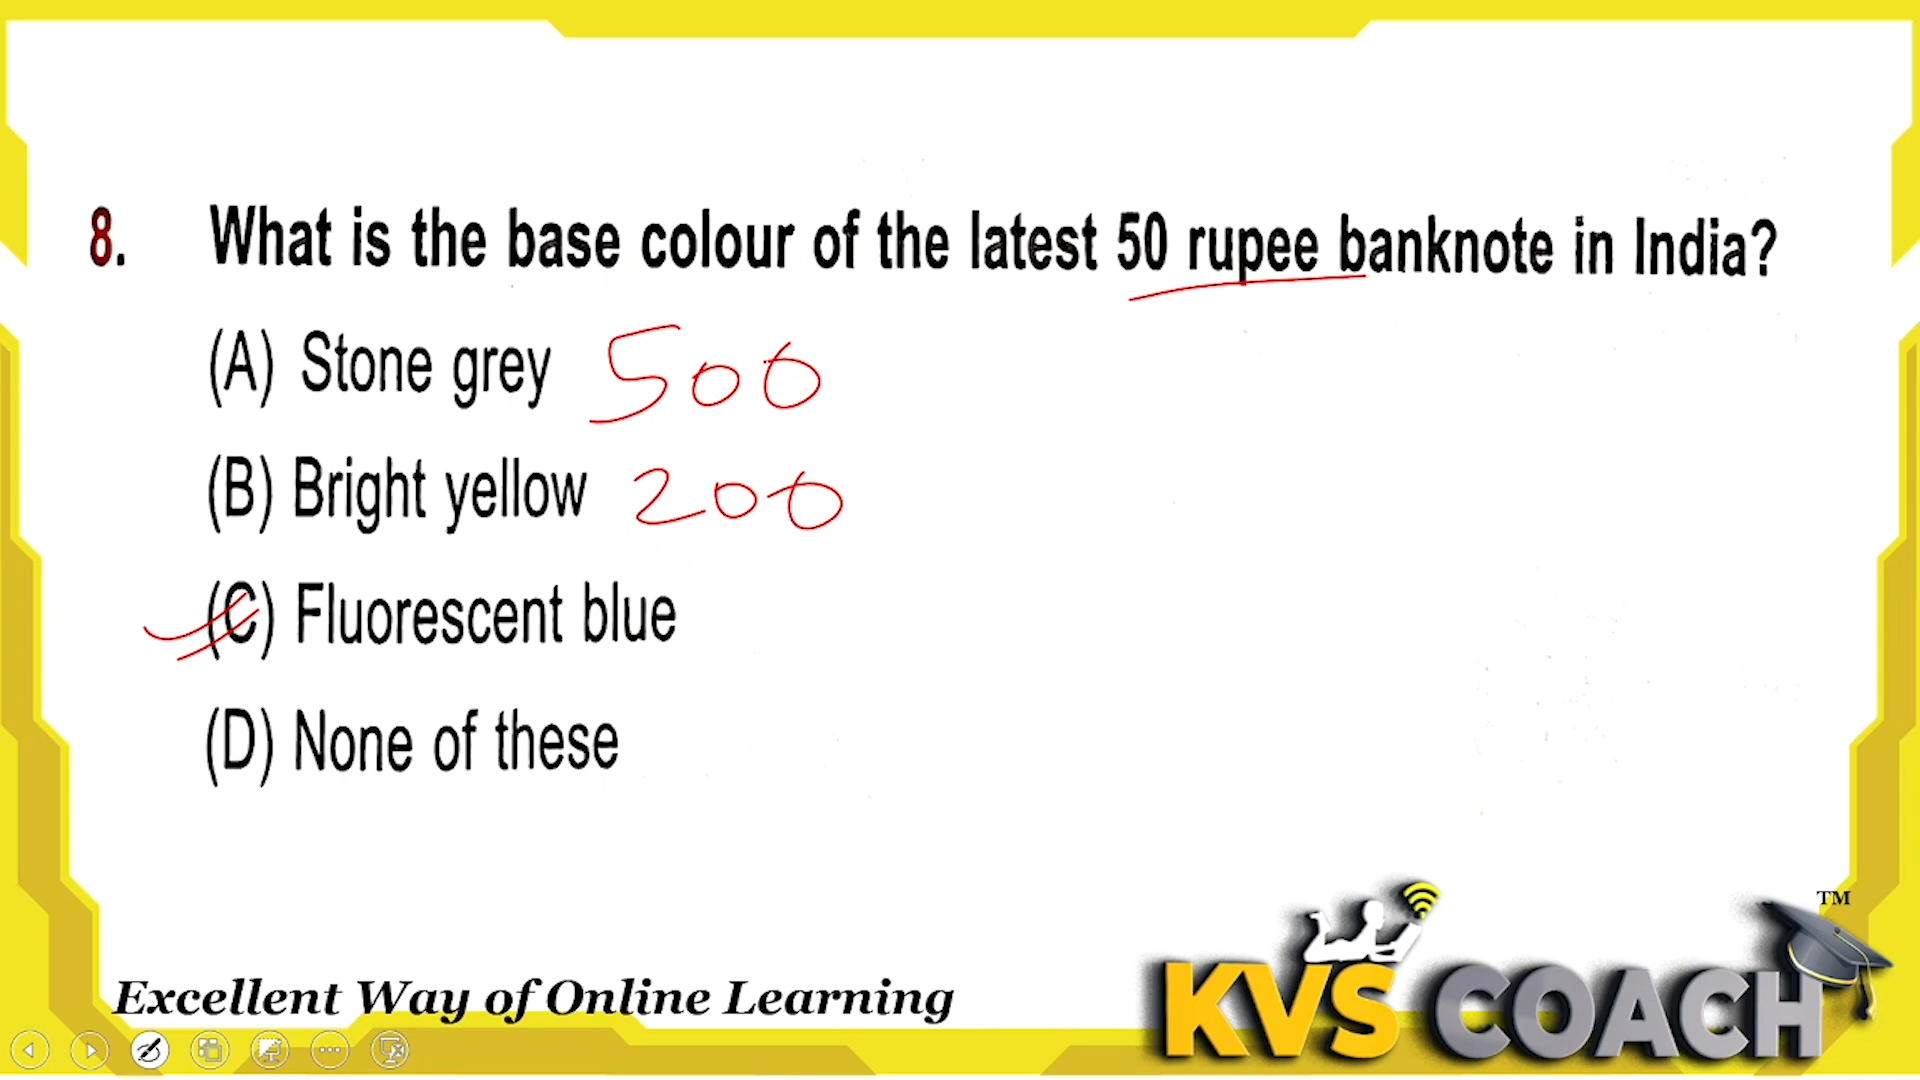 8. What is the base colour of the latest 50 rupee banknote in India?
(A) Stone grey 500
(B) Bright yellow 200
(C) Fluorescent blue
(D) None of these
Excellent Way of Online Learning
KVS COACH TM